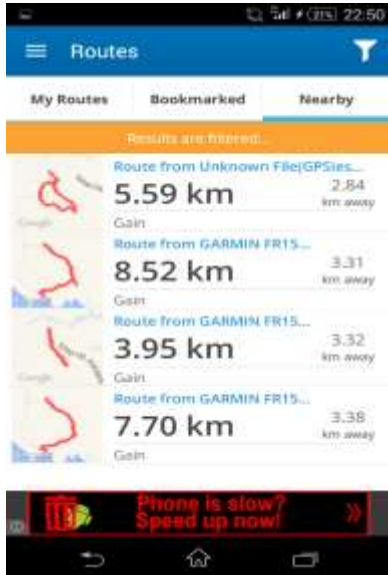 21% 22:50
Routes
My Routes Bookmarked Nearby
Results are filtered...
Route from Unknown File|GPSies...
5.59 km
2.84
km away
Gain
Route from GARMIN FR15...
8.52 km
3.31
km away
Gain
Route from GARMIN FR15...
3.95 km
3.32
km away
Gain
Route from GARMIN FR15...
7.70 km
3.38
km away
Gain
Phone is slow?
Speed up now!